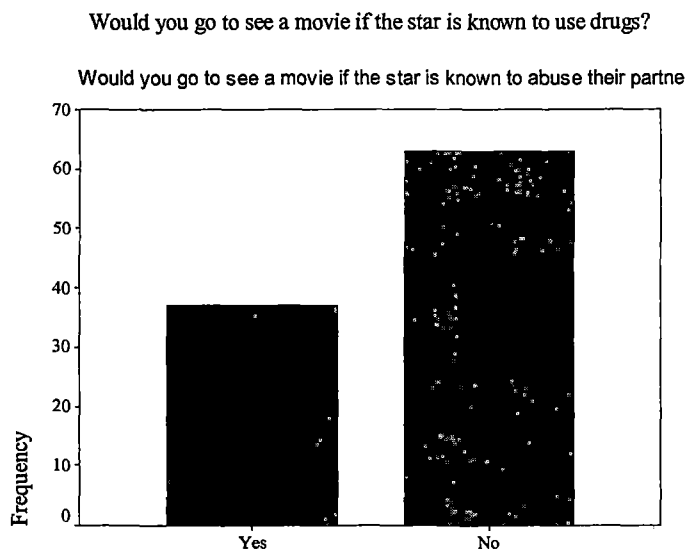 Would you go to see a movie if the star is known to use drugs?
Would you go to see a movie if the star is known to abuse their partne
70
60
50
40
30
20
10
0
Frequency
Yes No